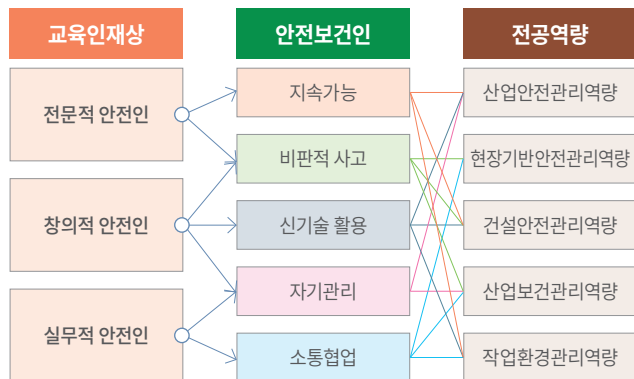 교육인재상
안전보건인
전공역량
전문적 안전인
창의적 안전인
실무적 안전인
지속가능
비판적 사고
신기술 활용
자기관리
소통협업
산업안전관리역량
현장기반안전관리역량
건설안전관리역량
산업보건관리역량
작업환경관리역량